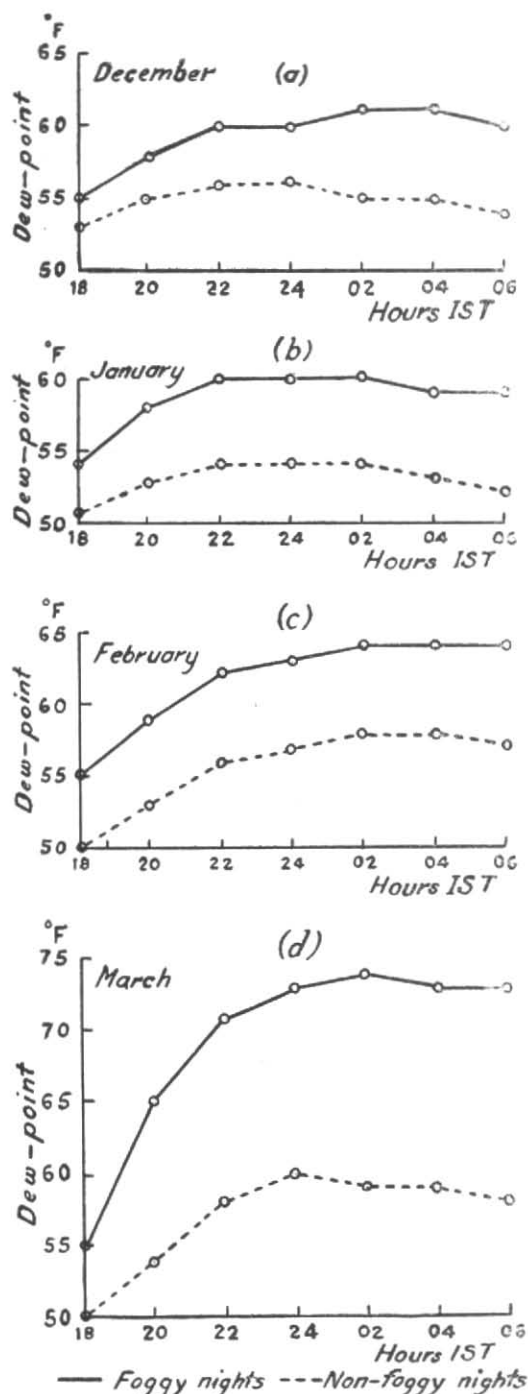 °F
65
December (a)
60
55
50
Dew-point
18 20 22 24 02 04 06
Hours IST
°F
(b)
60
January
55
50
Dew-point
18 20 22 24 02 04 06
Hours IST
°F
(c)
65
February
60
55
50
Dew-point
18 20 22 24 02 04 06
Hours IST
°F
(d)
75
March
70
65
60
55
50
Dew-point
18 20 22 24 02 04 06
Hours IST
Foggy nights Non-foggy nights